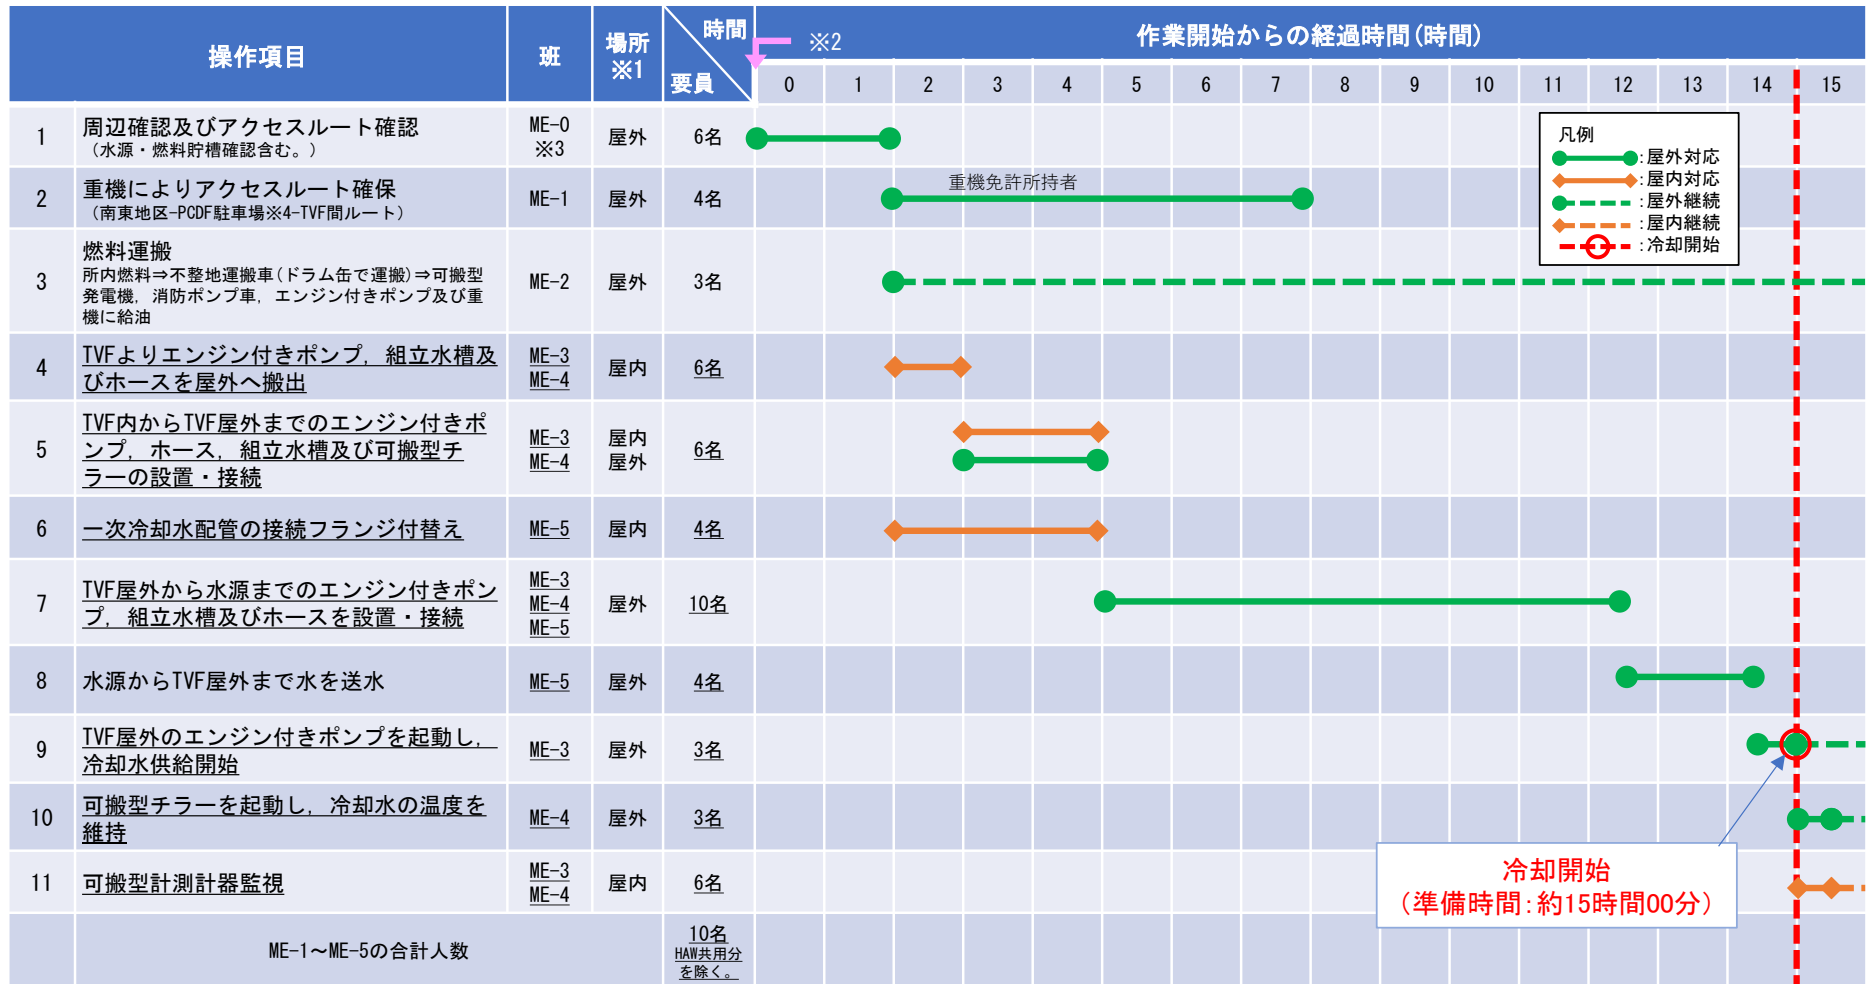 操作項目
班
場所
※1
時間
要員
※2
作業開始からの経過時間(時間)
0 1 2 3 4 5 6 7 8 9 10 11 12 13 14 15
1
周辺確認及びアクセスルート確認
（水源・燃料貯槽確認含む。）
ME-0
※3
屋外
6名
2
重機によりアクセスルート確保
（南東地区-PCDF駐車場※4-TVF間ルート）
ME-1
屋外
4名
重機免許所持者
3
燃料運搬
所内燃料⇒不整地運搬車(ドラム缶で運搬)⇒可搬型
発電機，消防ポンプ車，エンジン付きポンプ及び重
機に給油
ME-2
屋外
3名
4
TVFよりエンジン付きポンプ，組立水槽及
びホースを屋外へ搬出
ME-3
ME-4
屋内
6名
5
TVF内からTVF屋外までのエンジン付きポ
ンプ，ホース，組立水槽及び可搬型チ
ラーの設置・接続
ME-3
ME-4
屋内
屋外
6名
6
一次冷却水配管の接続フランジ付替え
ME-5
屋内
4名
7
TVF屋外から水源までのエンジン付きポン
プ，組立水槽及びホースを設置・接続
ME-3
ME-4
ME-5
屋外
10名
8
水源からTVF屋外まで水を送水
ME-5
屋外
4名
9
TVF屋外のエンジン付きポンプを起動し，
冷却水供給開始
ME-3
屋外
3名
10
可搬型チラーを起動し，冷却水の温度を
維持
ME-4
屋外
3名
11
可搬型計測計器監視
ME-3
ME-4
屋内
6名
ME-1～ME-5の合計人数
10名
HAW共用分
を除く。
凡例
:屋外対応
:屋内対応
:屋外継続
:屋内継続
:冷却開始
冷却開始
（準備時間:約15時間00分）